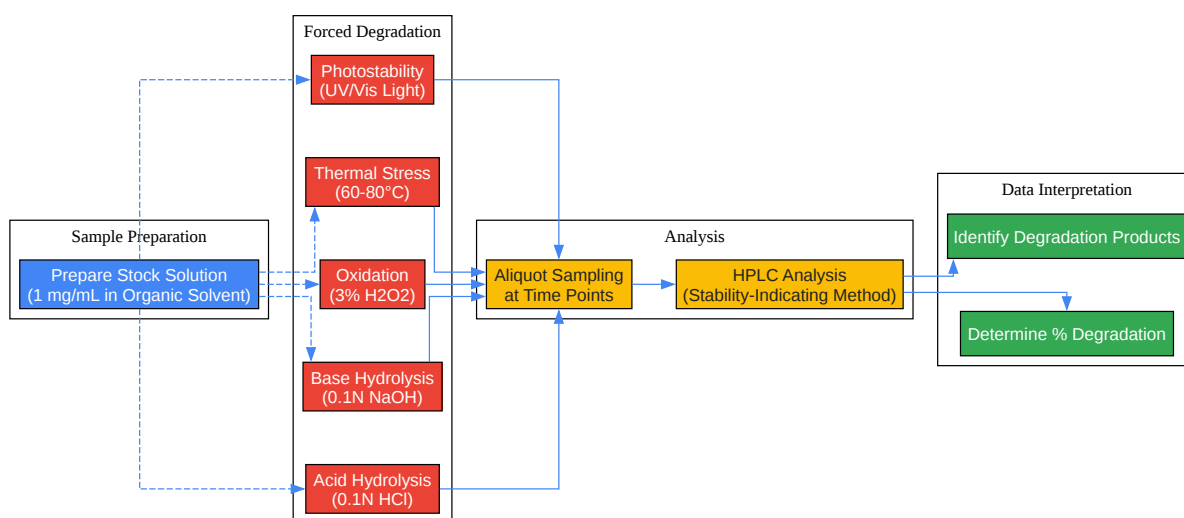 Forced Degradation
Photostability
(UV/Vis Light)
Thermal Stress
(60-80°C)
Data Interpretation
Sample Preparation
Analysis
Identify Degradation Products
Prepare Stock Solution
(1 mg/mL in Organic Solvent)
Oxidation
(3% H2O2)
Aliquot Sampling
at Time Points
HPLC Analysis
(Stability-Indicating Method)
Determine % Degradation
Base Hydrolysis
(0.1N NaOH)
Acid Hydrolysis
(0.1N HCl)